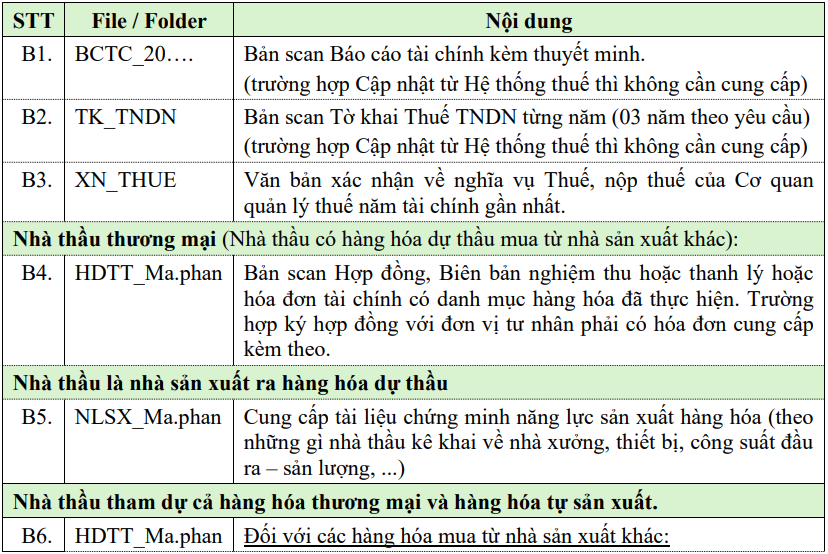 STT File / Folder Nội dung
B1. BCTC_20…. Bản scan Báo cáo tài chính kèm thuyết minh.
(trường hợp Cập nhật từ Hệ thống thuế thì không cần cung cấp)
B2. TK_TNDN Bản scan Tờ khai Thuế TNDN từng năm (03 năm theo yêu cầu)
(trường hợp Cập nhật từ Hệ thống thuế thì không cần cung cấp)
B3. XN_THUE Văn bản xác nhận về nghĩa vụ Thuế, nộp thuế của Cơ quan
quản lý thuế năm tài chính gần nhất.
Nhà thầu thương mại (Nhà thầu có hàng hóa dự thầu mua từ nhà sản xuất khác):
B4. HDTT_Ma.phan Bản scan Hợp đồng, Biên bản nghiệm thu hoặc thanh lý hoặc
hóa đơn tài chính có danh mục hàng hóa đã thực hiện. Trường
hợp ký hợp đồng với đơn vị tư nhân phải có hóa đơn cung cấp
kèm theo.
Nhà thầu là nhà sản xuất ra hàng hóa dự thầu
B5. NLSX_Ma.phan Cung cấp tài liệu chứng minh năng lực sản xuất hàng hóa (theo
những gì nhà thầu kê khai về nhà xưởng, thiết bị, công suất đầu
ra – sản lượng, ...)
Nhà thầu tham dự cả hàng hóa thương mại và hàng hóa tự sản xuất.
B6. HDTT_Ma.phan Đối với các hàng hóa mua từ nhà sản xuất khác: